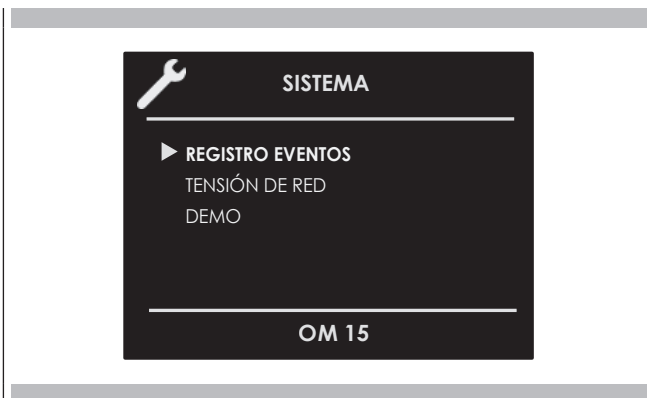 SISTEMA
REGISTRO EVENTOS
TENSIÓN DE RED
DEMO
OM 15